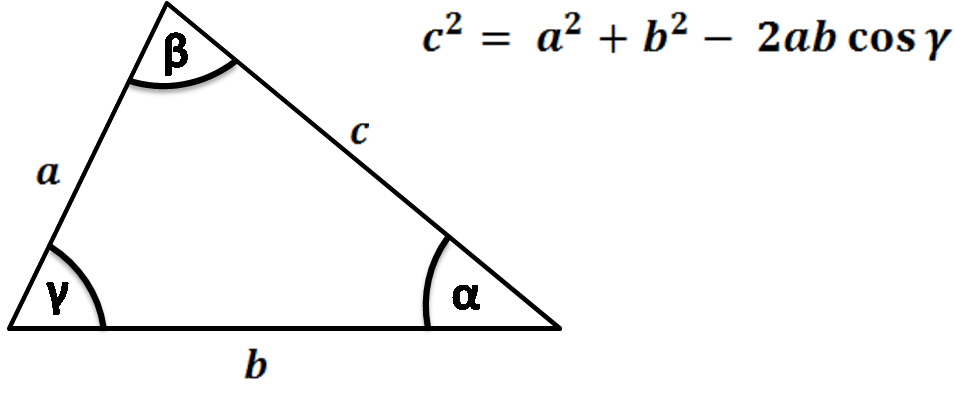 β
c² = a² + b² − 2ab cos γ
c
a
γ
α
b